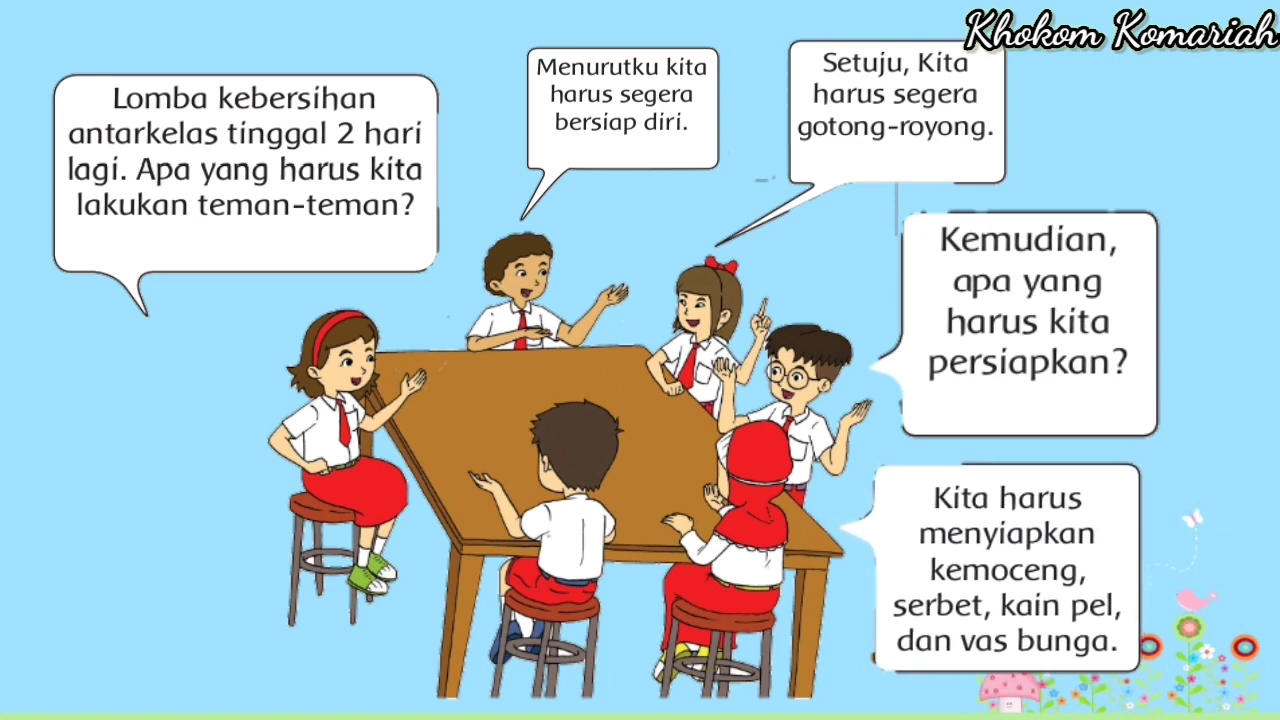 Khokom Komariah
Lomba kebersihan
antarkelas tinggal 2 hari
lagi. Apa yang harus kita
lakukan teman-teman?
Menurutku kita
harus segera
bersiap diri.
Setuju, Kita
harus segera
gotong-royong.
Kemudian,
apa yang
harus kita
persiapkan?
Kita harus
menyiapkan
kemoceng,
serbet, kain pel,
dan vas bunga.